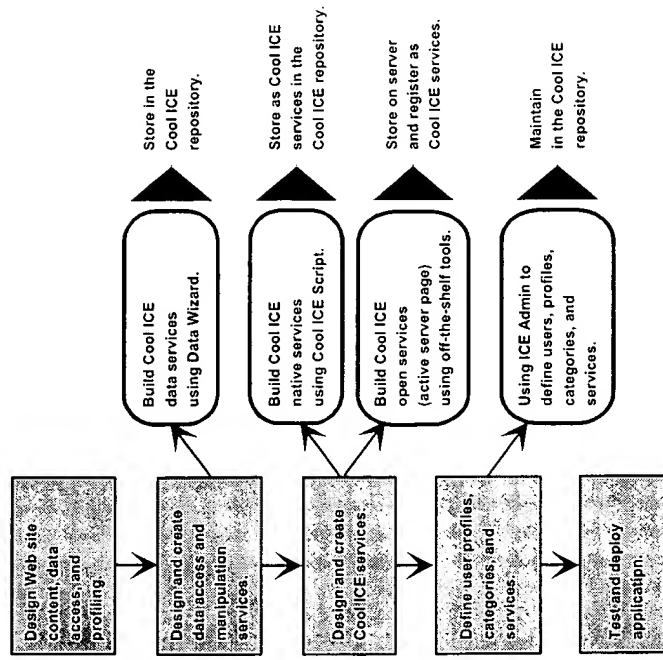 Design Web site
content, data
access, and
profiling.
Design and create
data access and
manipulation
services.
Build Cool ICE
data services
using Data Wizard.
Store in the
Cool ICE
repository.
Design and create
Cool ICE services.
Build Cool ICE
native services
using Cool ICE Script.
Store as Cool ICE
services in the
Cool ICE repository.
Build Cool ICE
open services
(active server page)
using off-the-shelf tools.
Store on server
and register as
Cool ICE services.
Define user profiles,
categories, and
services.
Using ICE Admin to
define users, profiles,
categories, and
services.
Maintain
in the Cool ICE
repository.
Test and deploy
application.